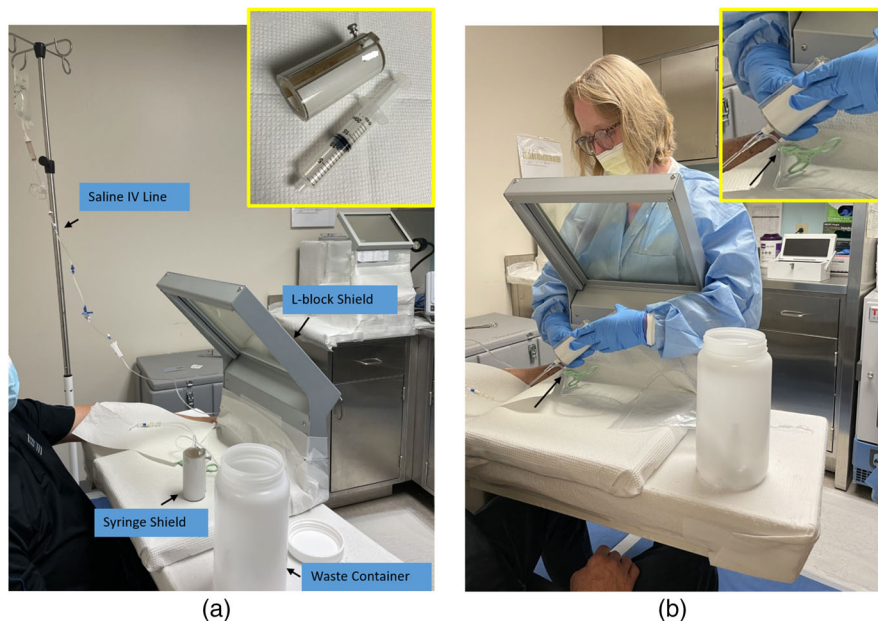 Saline IV Line
L-block Shield
Syringe Shield
Waste Container
(a)
(b)